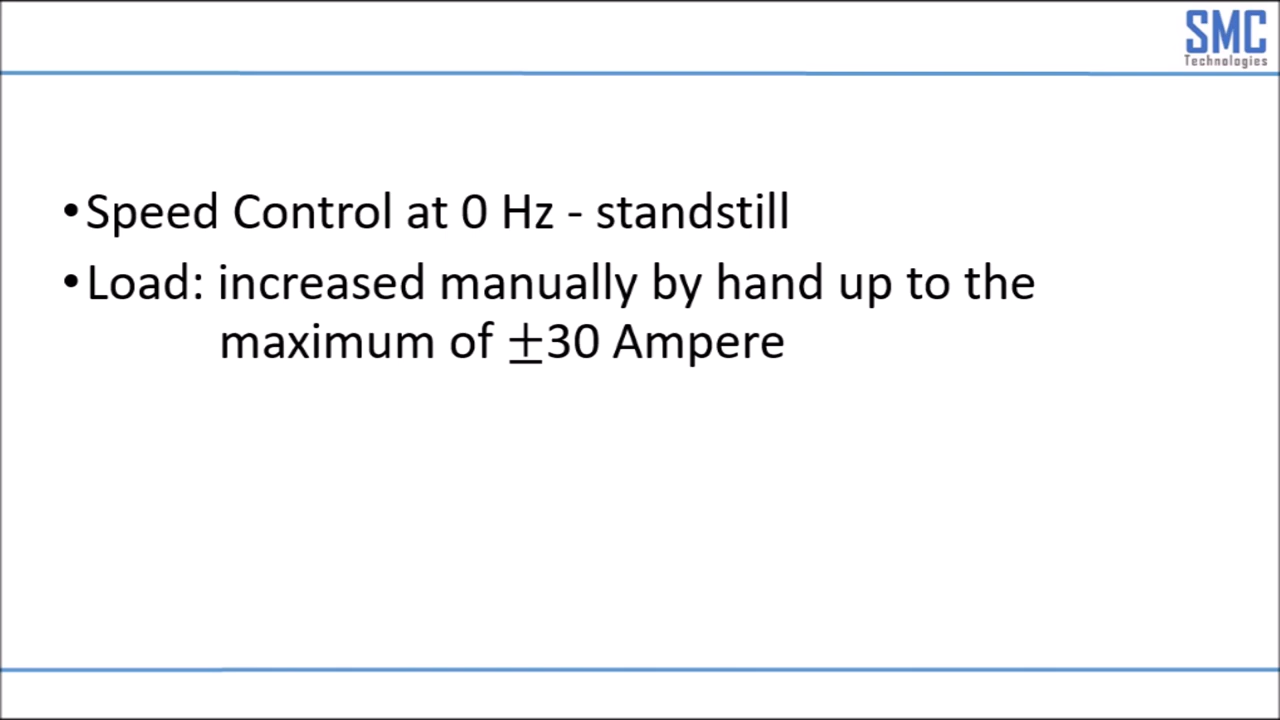 SMC
Technologies
•Speed Control at 0 Hz - standstill
•Load: increased manually by hand up to the
maximum of ±30 Ampere